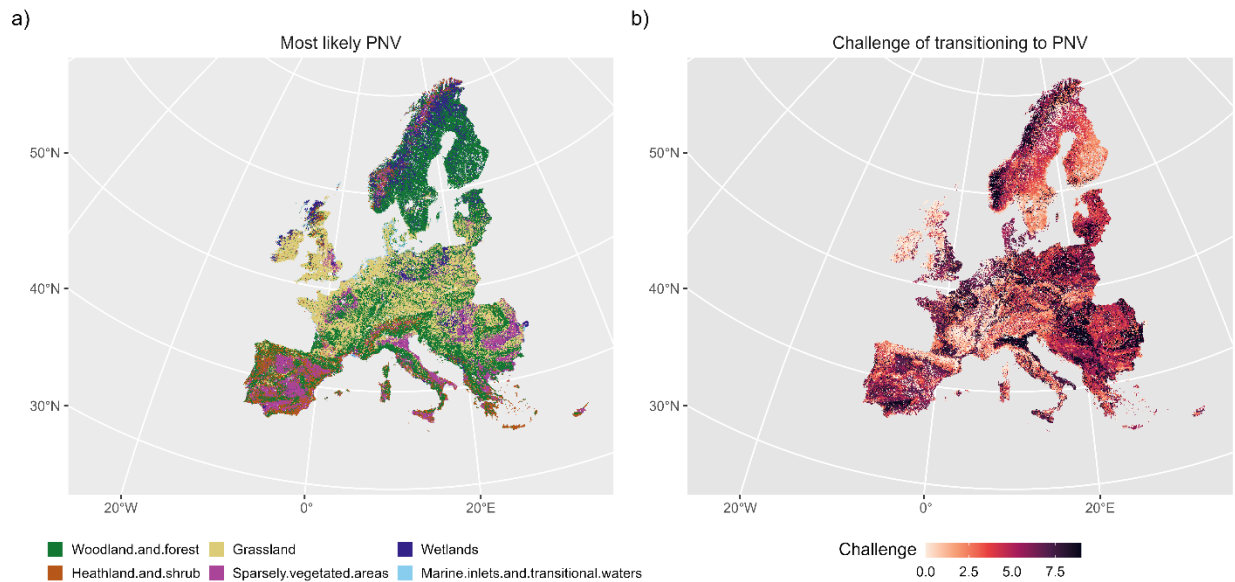 a)
Most likely PNV
50°N
40°N
30°N
20°W
0°
20°E
Woodland.and.forest
Grassland
Wetlands
Heathland.and.shrub
Sparsely.vegetated.areas
Marine.inlets.and.transitional.waters
b)
Challenge of transitioning to PNV
50°N
40°N
30°N
20°W
0°
20°E
Challenge
0.0
2.5
5.0
7.5